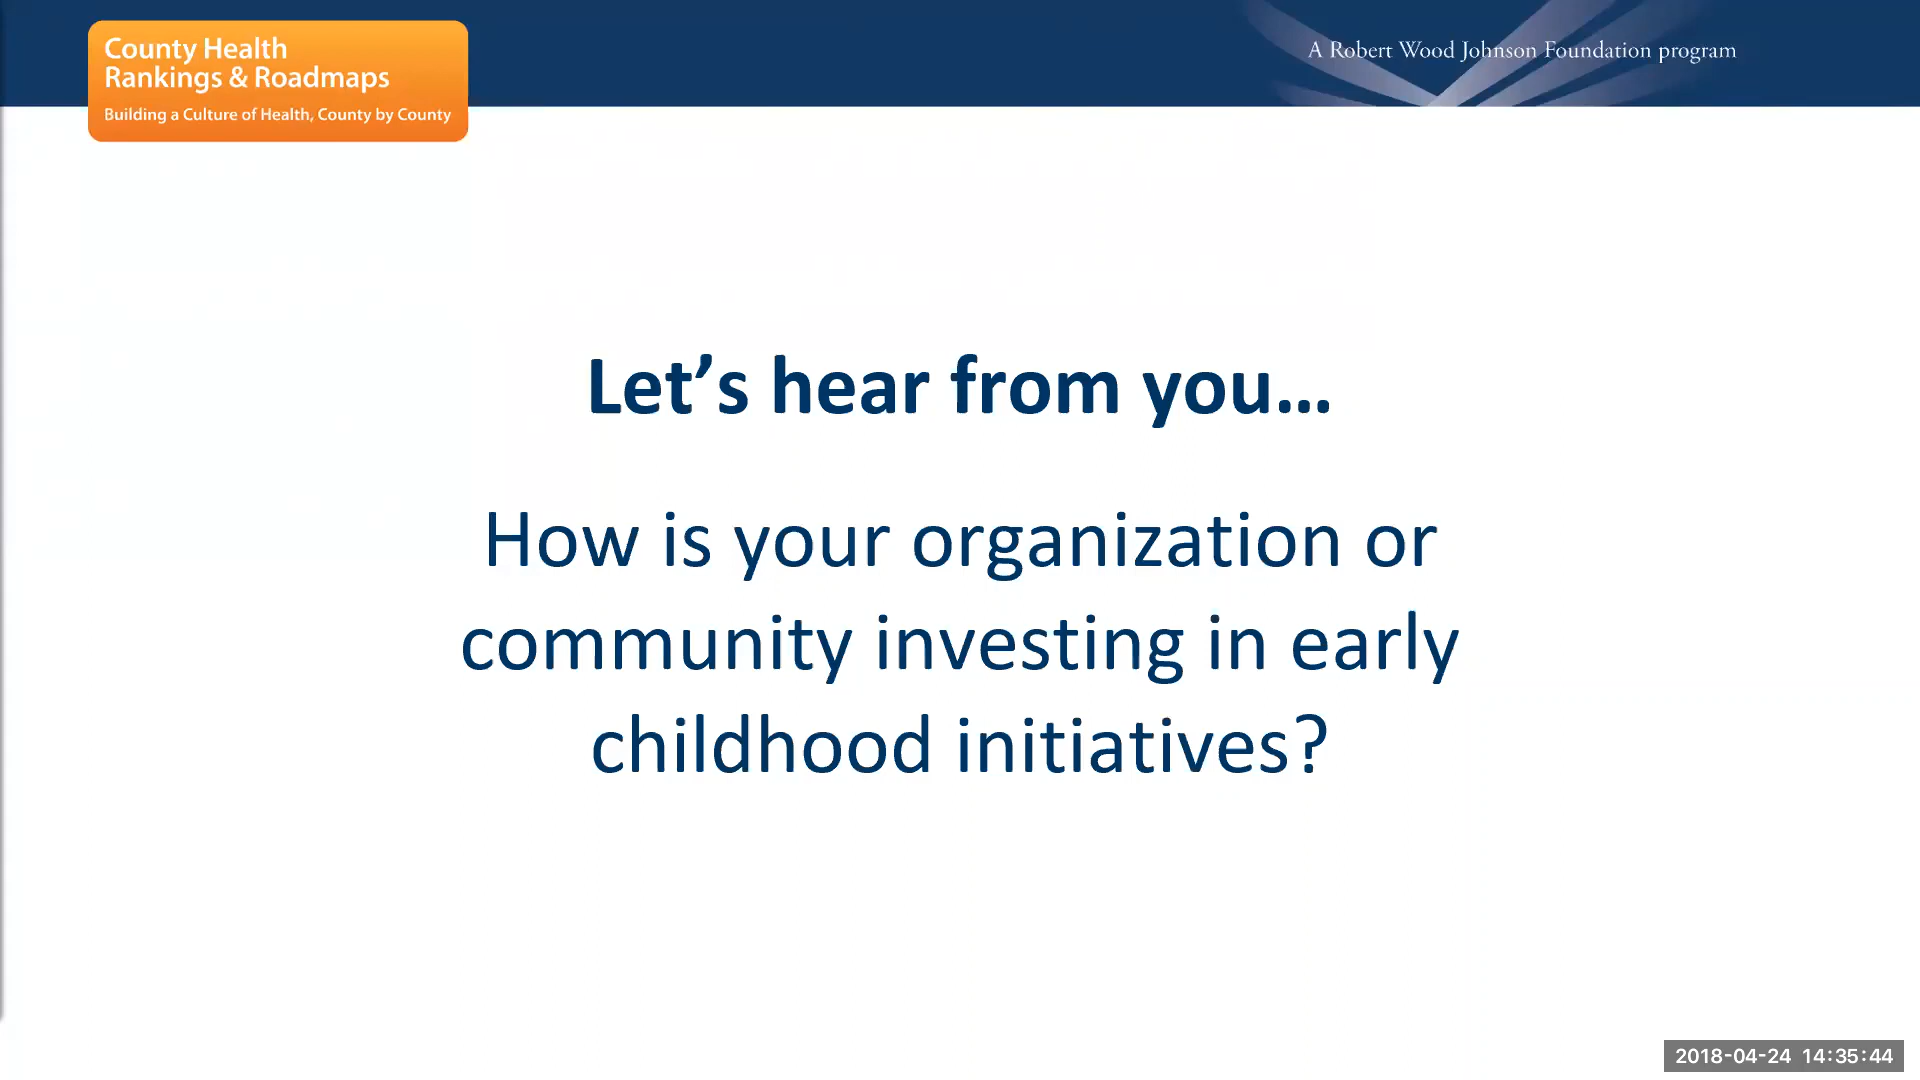 County Health
Rankings & Roadmaps
Building a Culture of Health, County by County
A Robert Wood Johnson Foundation program
Let’s hear from you…
How is your organization or
community investing in early
childhood initiatives?
2018-04-24 14:35:44